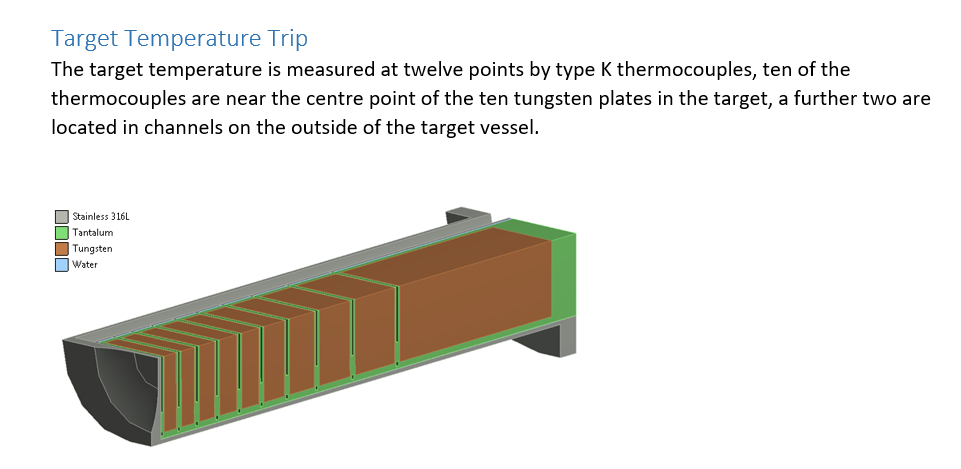 Target Temperature Trip
The target temperature is measured at twelve points by type K thermocouples, ten of the
thermocouples are near the centre point of the ten tungsten plates in the target, a further two are
located in channels on the outside of the target vessel.
Stainless 316L
Tantalum
Tungsten
Water